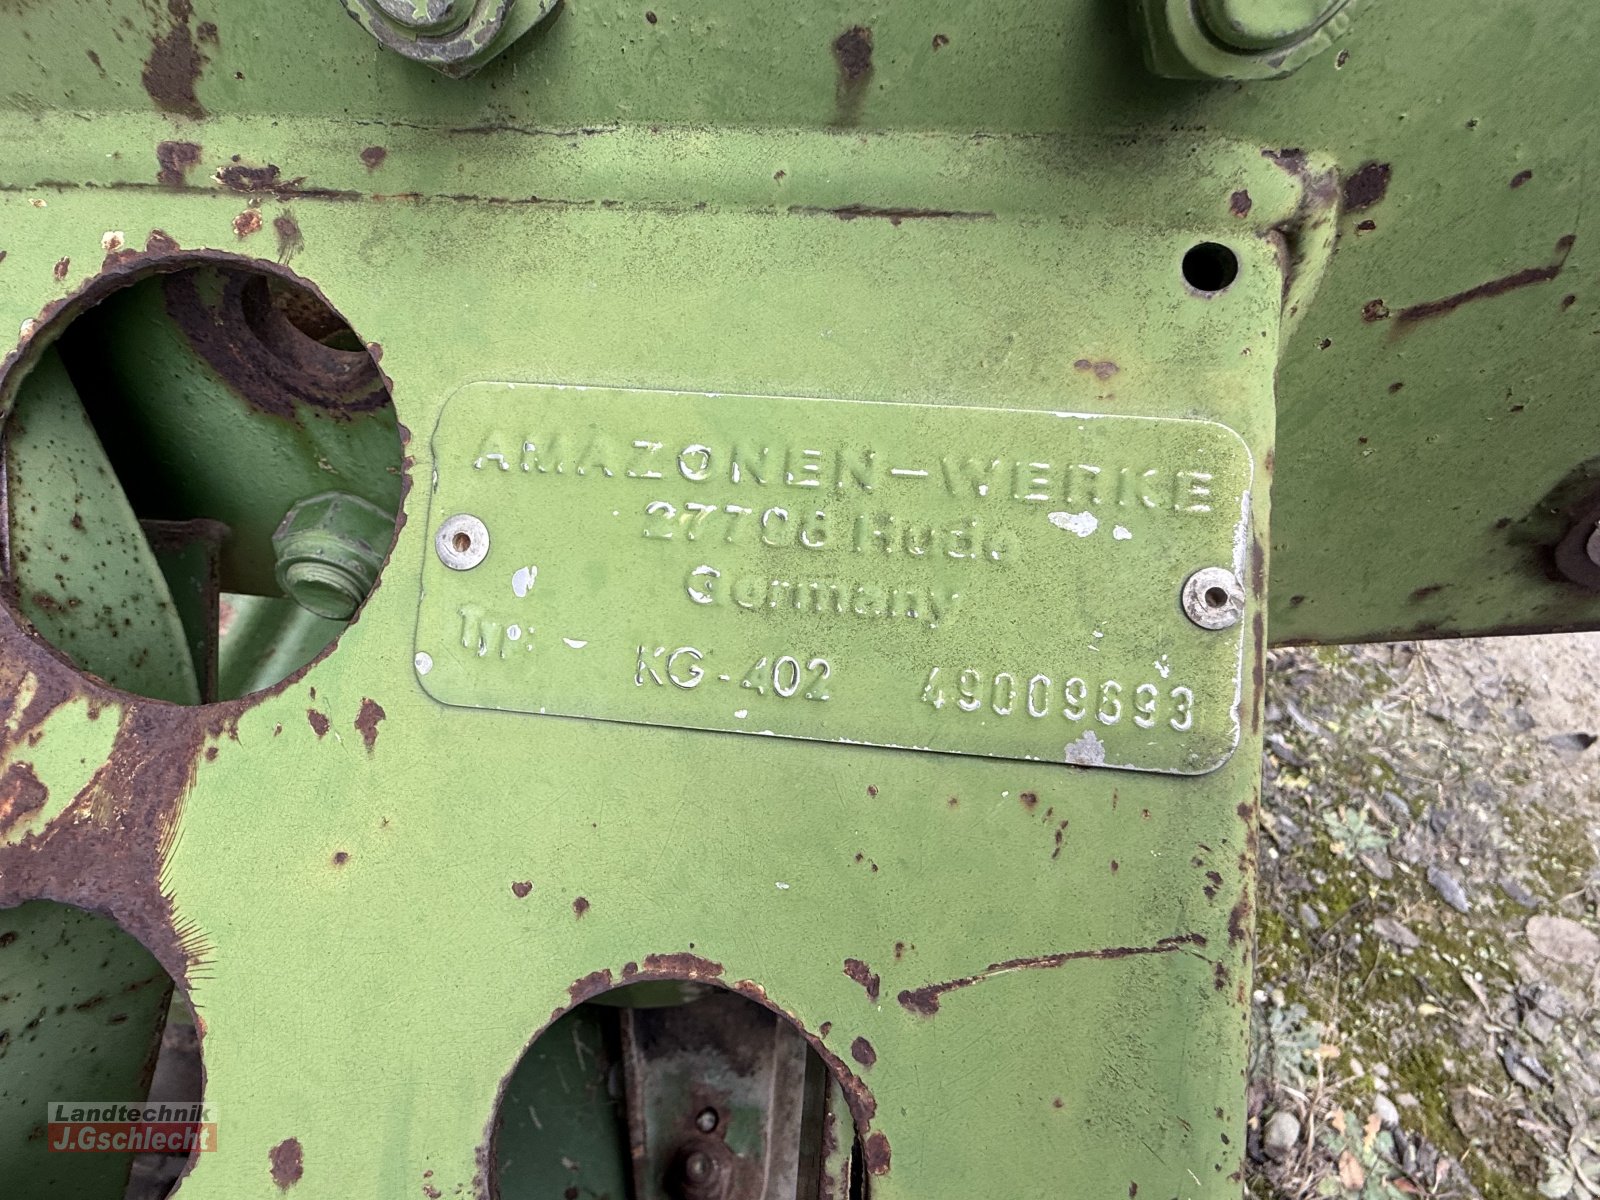 AMAZONEN-WERKE
27798 Hude
Germany
Typ: KG-402 49009693
Landtechnik
J.Gschlecht